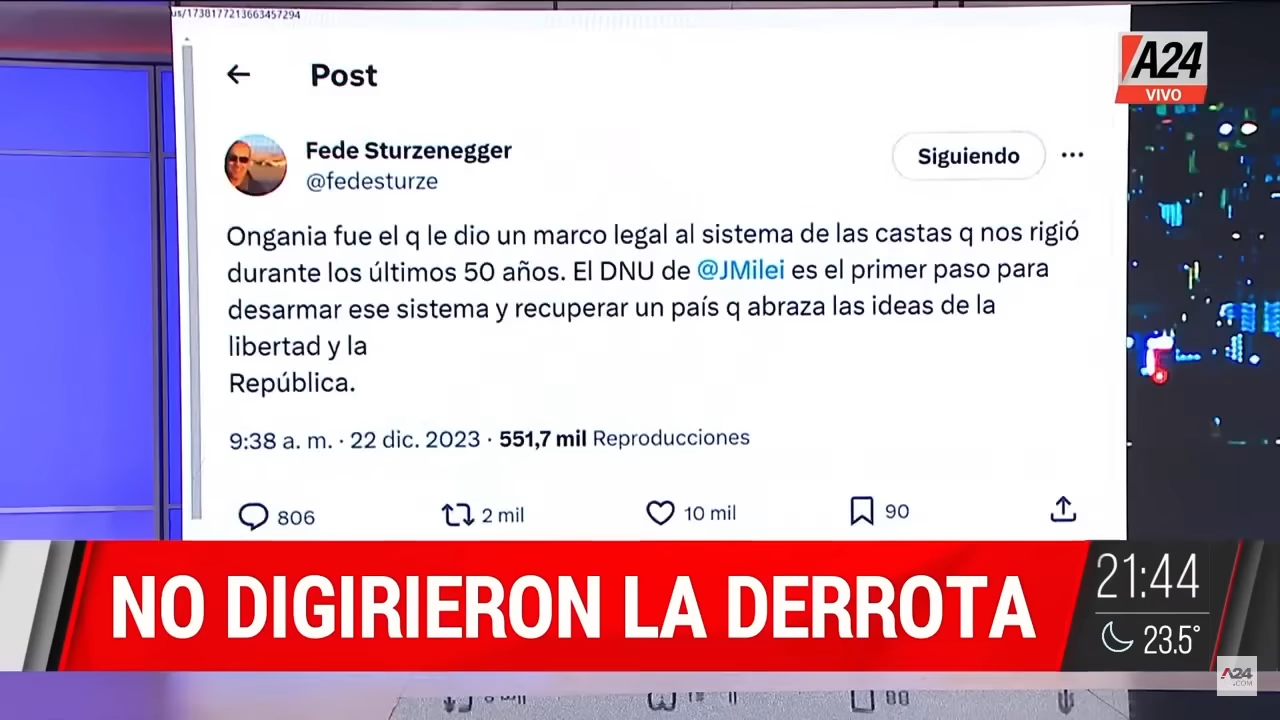 us/1738177213663457294
Post
A24
VIVO
Fede Sturzenegger
@fedesturze
Siguiendo
Ongania fue el q le dio un marco legal al sistema de las castas q nos rigió
durante los últimos 50 años. El DNU de @JMilei es el primer paso para
desarmar ese sistema y recuperar un país q abraza las ideas de la
libertad y la
República.
9:38 a. m. · 22 dic. 2023 · 551,7 mil Reproducciones
806
2 mil
10 mil
90
NO DIGIRIERON LA DERROTA
21:44
23.5°
A24
.COM